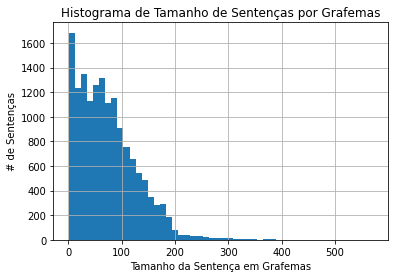 Histograma de Tamanho de Sentenças por Grafemas
# de Sentenças
1600
1400
1200
1000
800
600
400
200
0
0 100 200 300 400 500
Tamanho da Sentença em Grafemas